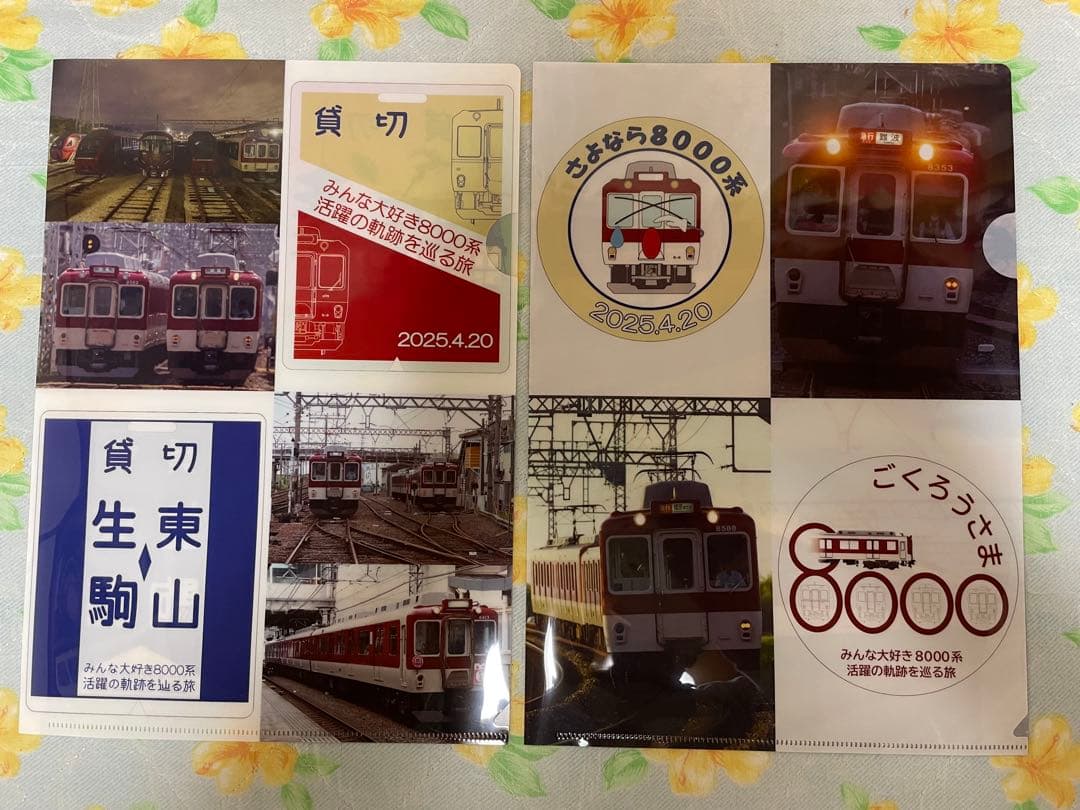 貸切
みんな大好き8000系
活躍の軌跡を巡る旅
2025.4.20
貸切
東山
生駒
みんな大好き8000系
活躍の軌跡を辿る旅
さよなら8000系
2025.4.20
急行
難波
8353
ごくろうさま
8000
みんな大好き8000系
活躍の軌跡を巡る旅